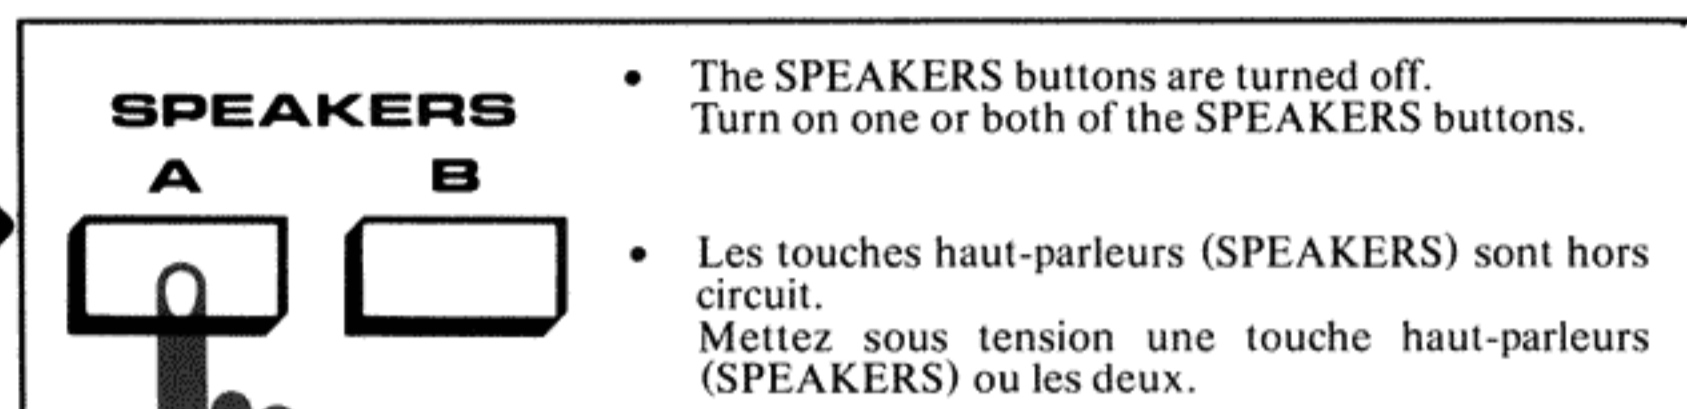 SPEAKERS
A B
• The SPEAKERS buttons are turned off.
Turn on one or both of the SPEAKERS buttons.
• Les touches haut-parleurs (SPEAKERS) sont hors
circuit.
Mettez sous tension une touche haut-parleurs
(SPEAKERS) ou les deux.